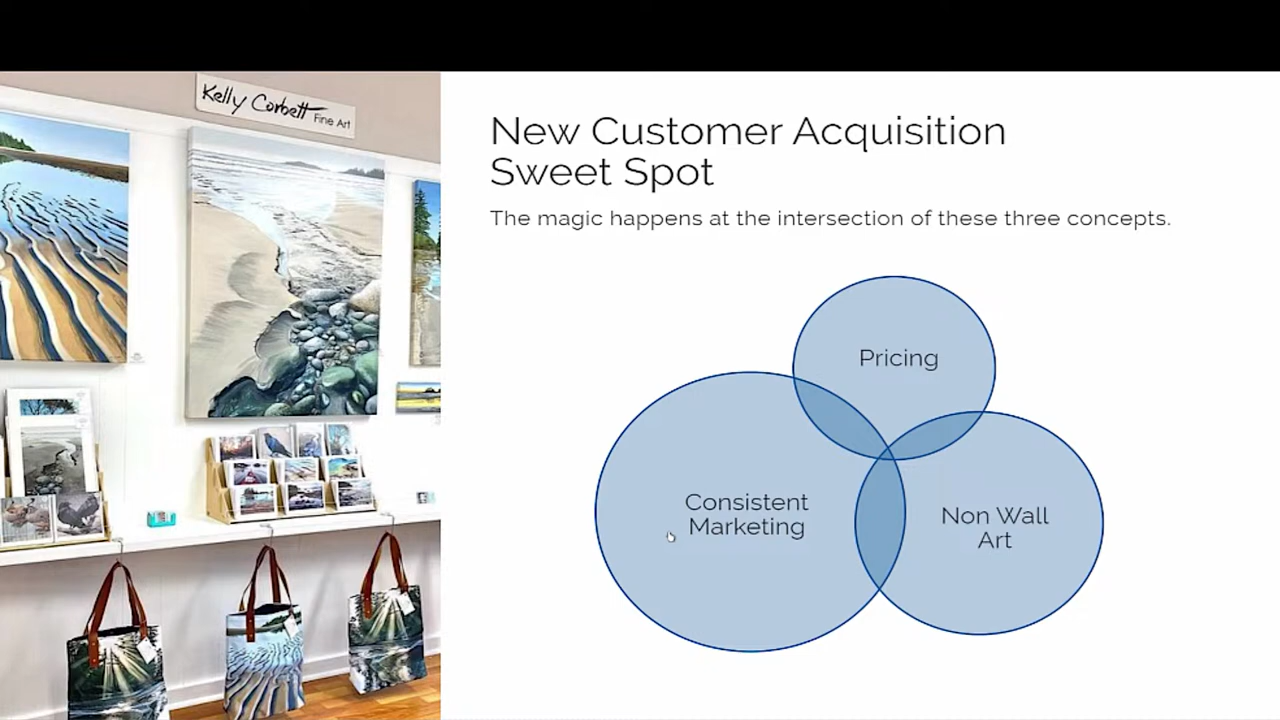 Kelly Corbett Fine Art
New Customer Acquisition
Sweet Spot
The magic happens at the intersection of these three concepts.
Pricing
Consistent
Marketing
Non Wall
Art